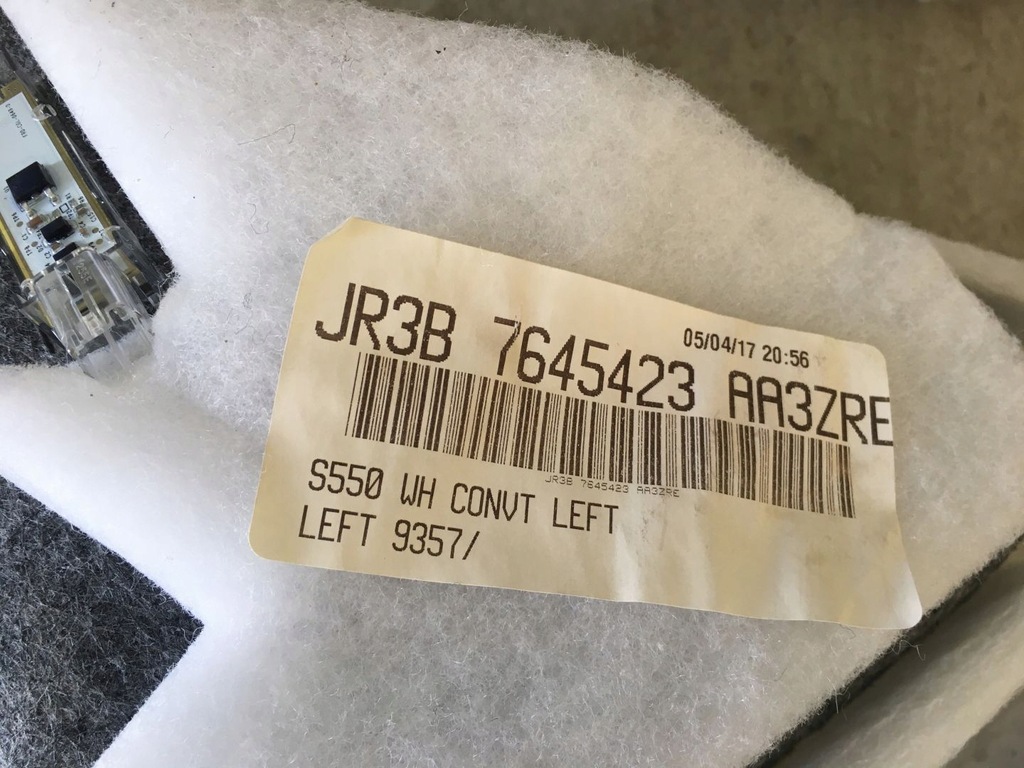 05/04/17 20:56
JR3B 7645423 AA3ZRE
JR3B 7645423 AA3ZRE
S550 WH CONVT LEFT
LEFT 9357/